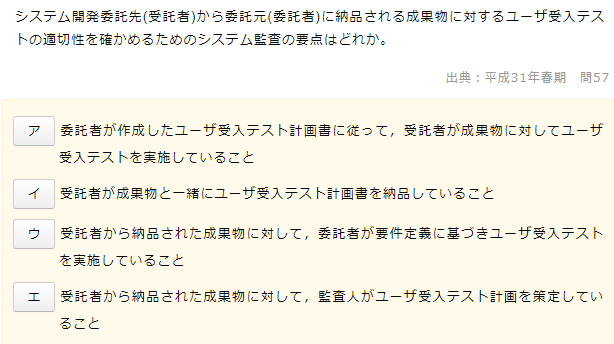 システム開発委託先(受託者)から委託元(委託者)に納品される成果物に対するユーザ受入テス
トの適切性を確かめるためのシステム監査の要点はどれか。
出典：平成31年春期　問57
ア 委託者が作成したユーザ受入テスト計画書に従って，受託者が成果物に対してユーザ
受入テストを実施していること
イ 受託者が成果物と一緒にユーザ受入テスト計画書を納品していること
ウ 受託者から納品された成果物に対して，委託者が要件定義に基づきユーザ受入テスト
を実施していること
エ 受託者から納品された成果物に対して，監査人がユーザ受入テスト計画を策定してい
ること